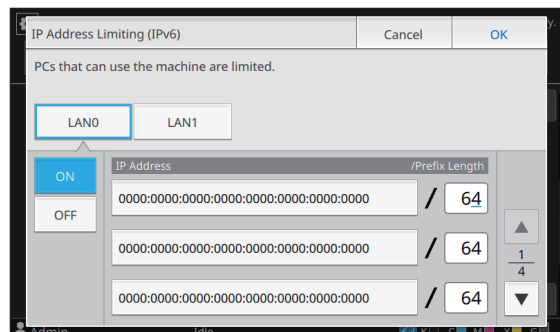 IP Address Limiting (IPv6)
Cancel
OK
PCs that can use the machine are limited.
LAN0
LAN1
ON
OFF
IP Address
/Prefix Length
0000:0000:0000:0000:0000:0000:0000:0000
/
64
0000:0000:0000:0000:0000:0000:0000:0000
/
64
0000:0000:0000:0000:0000:0000:0000:0000
/
64
1
4
Admin
Idle